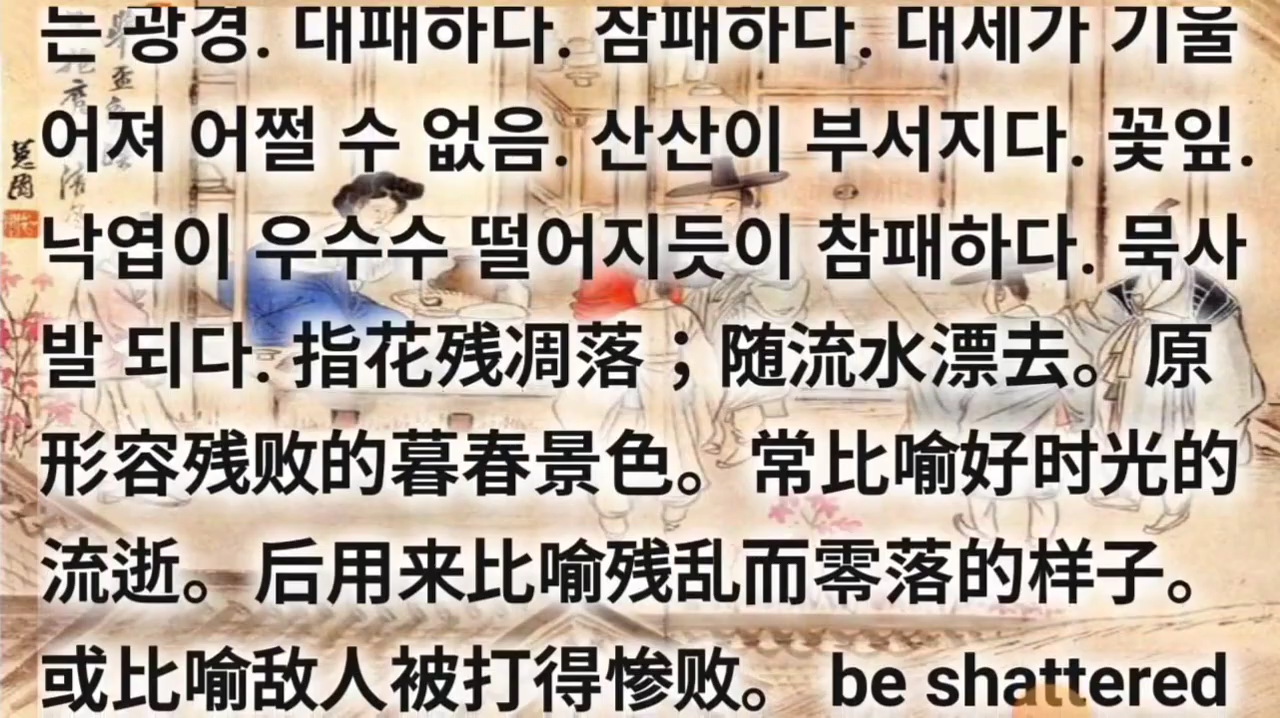 는 광경. 대패하다. 참패하다. 대세가 기울
어져 어쩔 수 없음. 산산이 부서지다. 꽃잎.
낙엽이 우수수 떨어지듯이 참패하다. 묵사
발 되다. 指花残凋落；随流水漂去。原
形容残败的暮春景色。常比喻好时光的
流逝。后用来比喻残乱而零落的样子。
或比喻敌人被打得惨败。 be shattered
蕙園